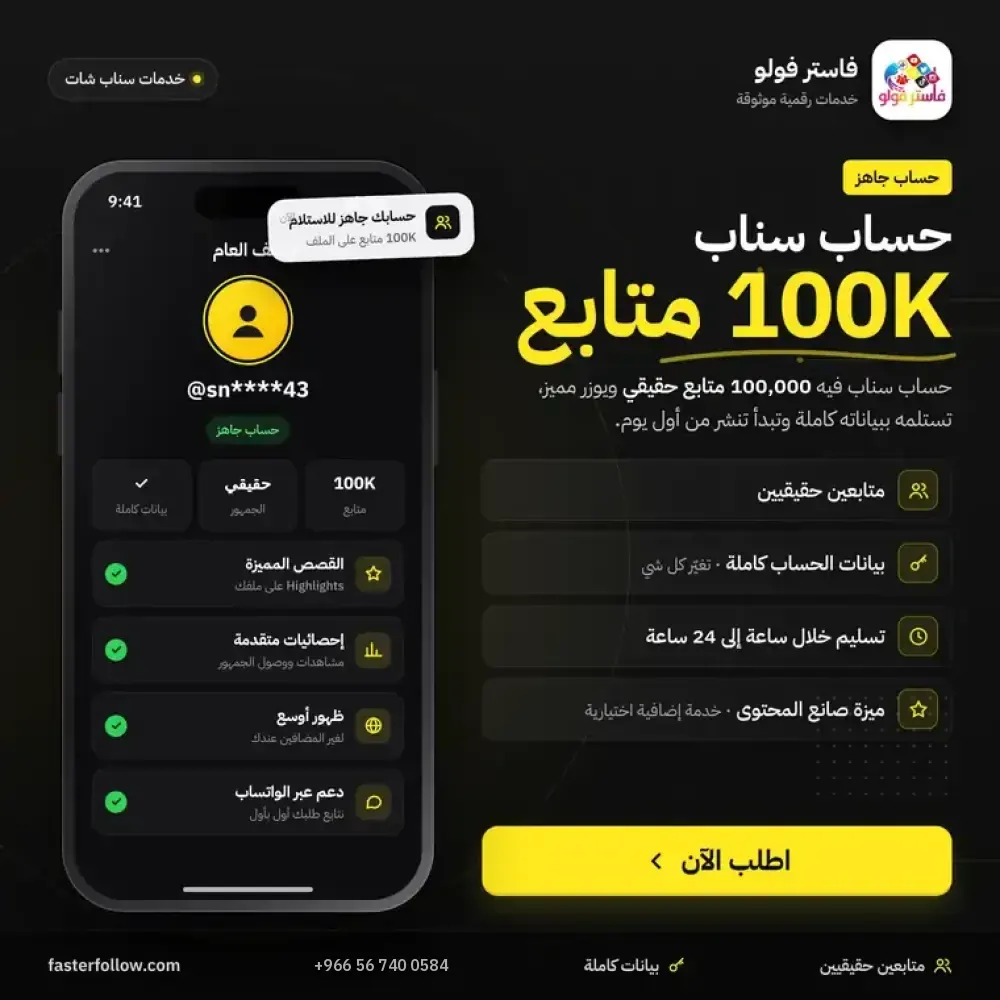 فاستر فولو
فاستر فولو
خدمات رقمية موثوقة
خدمات سناب شات
حساب جاهز
حساب سناب
100K متابع
حساب سناب فيه 100,000 متابع حقيقي ويوزر مميز،
تستلمه ببياناته كاملة وتبدأ تنشر من أول يوم.
متابعين حقيقيين
بيانات الحساب كاملة · تغيّر كل شي
تسليم خلال ساعة إلى 24 ساعة
ميزة صانع المحتوى · خدمة إضافية اختيارية
اطلب الآن
9:41
حسابك جاهز للاستلام
الآن
100K متابع على الملف
ف العام
@sn****43
حساب جاهز
100K
متابع
حقيقي
الجمهور
✓
بيانات كاملة
القصص المميزة
Highlights على ملفك
إحصائيات متقدمة
مشاهدات ووصول الجمهور
ظهور أوسع
لغير المضافين عندك
دعم عبر الواتساب
نتابع طلبك أول بأول
متابعين حقيقيين
بيانات كاملة
+966 56 740 0584
fasterfollow.com